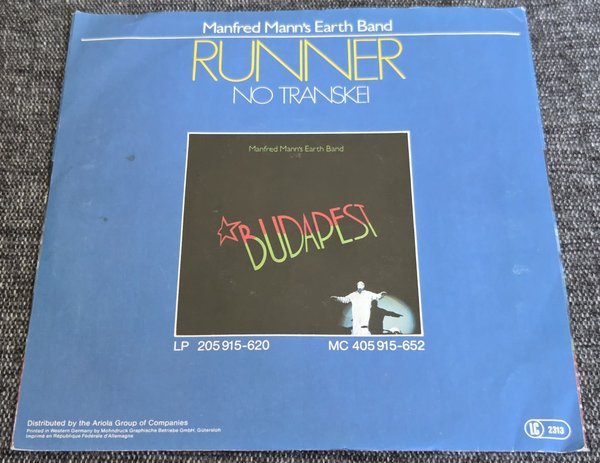 Manfred Mann's Earth Band
RUNNER
NO TRANSKEI
Manfred Mann's Earth Band
BUDAPEST
LP 205 915-620 MC 405 915-652
Distributed by the Ariola Group of Companies
Printed in Western Germany by Mohndruck Graphische Betriebe GmbH, Gütersloh
Imprimé en République Fédérale d'Allemagne
LC 2313